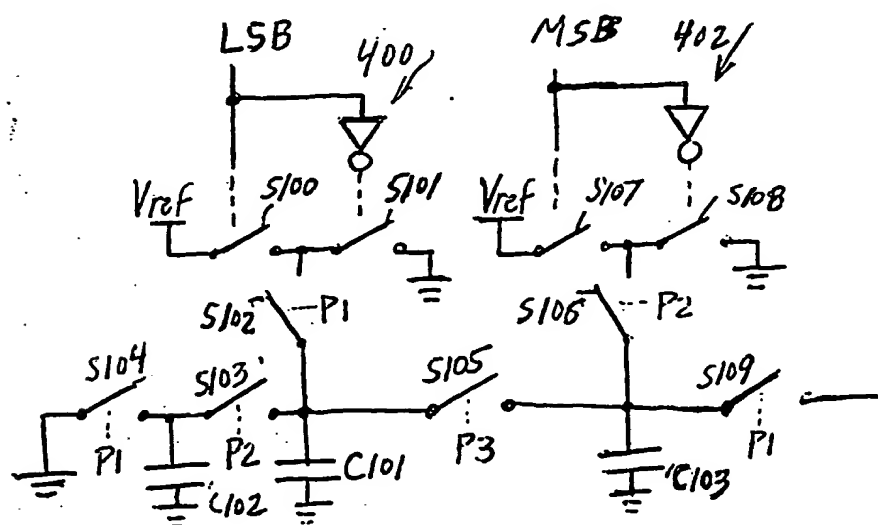 LSB
400
MSB
402
Vref
S100
S101
Vref
S107
S108
S102
P1
S106
P2
S104
S103
S105
S109
P1
P2
C101
P3
P1
C102
C103